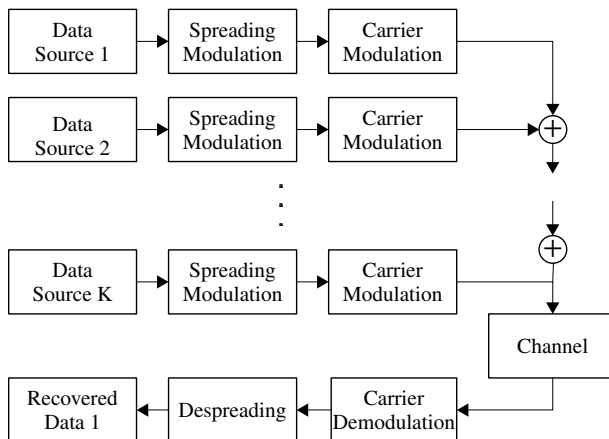 Data
Source 1
Spreading
Modulation
Carrier
Modulation
Data
Source 2
Spreading
Modulation
Carrier
Modulation
Data
Source K
Spreading
Modulation
Carrier
Modulation
Channel
Recovered
Data 1
Despreading
Carrier
Demodulation